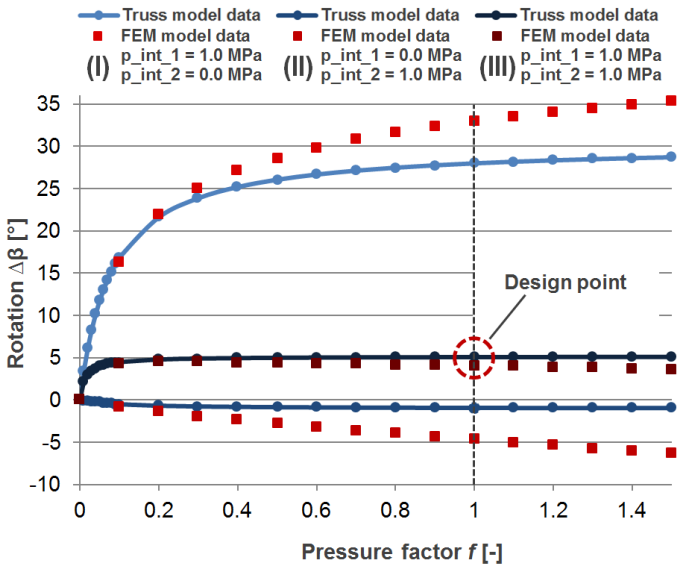 Truss model data Truss model data Truss model data
FEM model data FEM model data FEM model data
(I) p_int_1 = 1.0 MPa (II) p_int_1 = 0.0 MPa (III) p_int_1 = 1.0 MPa
p_int_2 = 0.0 MPa p_int_2 = 1.0 MPa p_int_2 = 1.0 MPa
35
30
25
20
15
10
5
0
-5
-10
Rotation Δβ [°]
Design point
0 0.2 0.4 0.6 0.8 1 1.2 1.4
Pressure factor f [-]